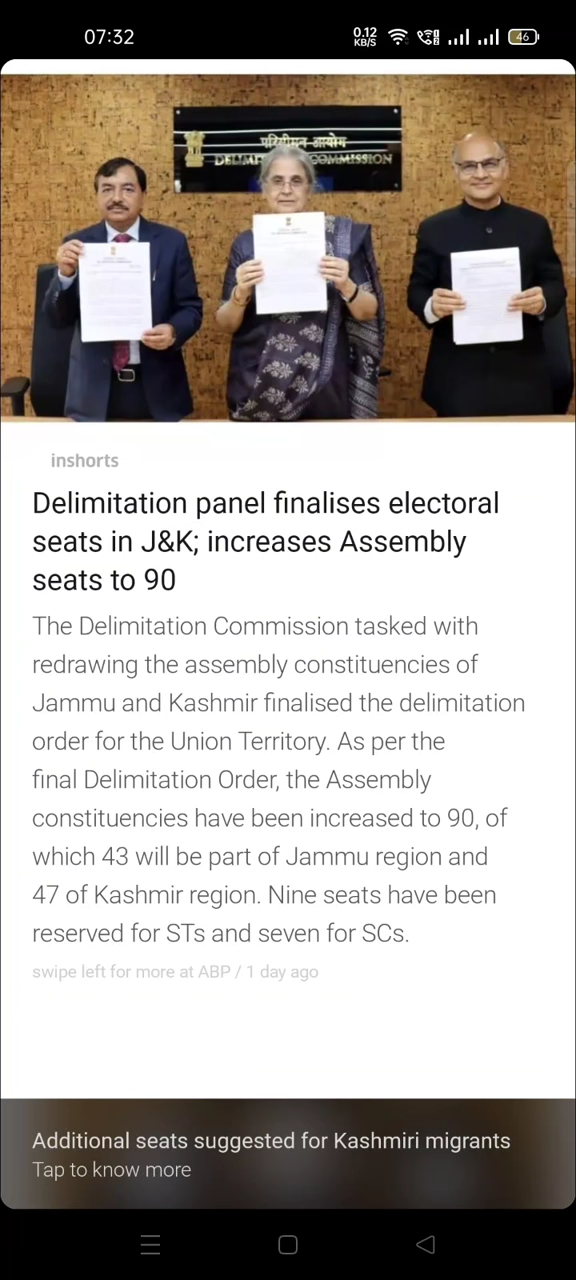 07:32
0.12
KB/S
46
परिसीमन आयोग
DELIMITATION COMMISSION
inshorts
Delimitation panel finalises electoral
seats in J&K; increases Assembly
seats to 90
The Delimitation Commission tasked with
redrawing the assembly constituencies of
Jammu and Kashmir finalised the delimitation
order for the Union Territory. As per the
final Delimitation Order, the Assembly
constituencies have been increased to 90, of
which 43 will be part of Jammu region and
47 of Kashmir region. Nine seats have been
reserved for STs and seven for SCs.
swipe left for more at ABP / 1 day ago
Additional seats suggested for Kashmiri migrants
Tap to know more